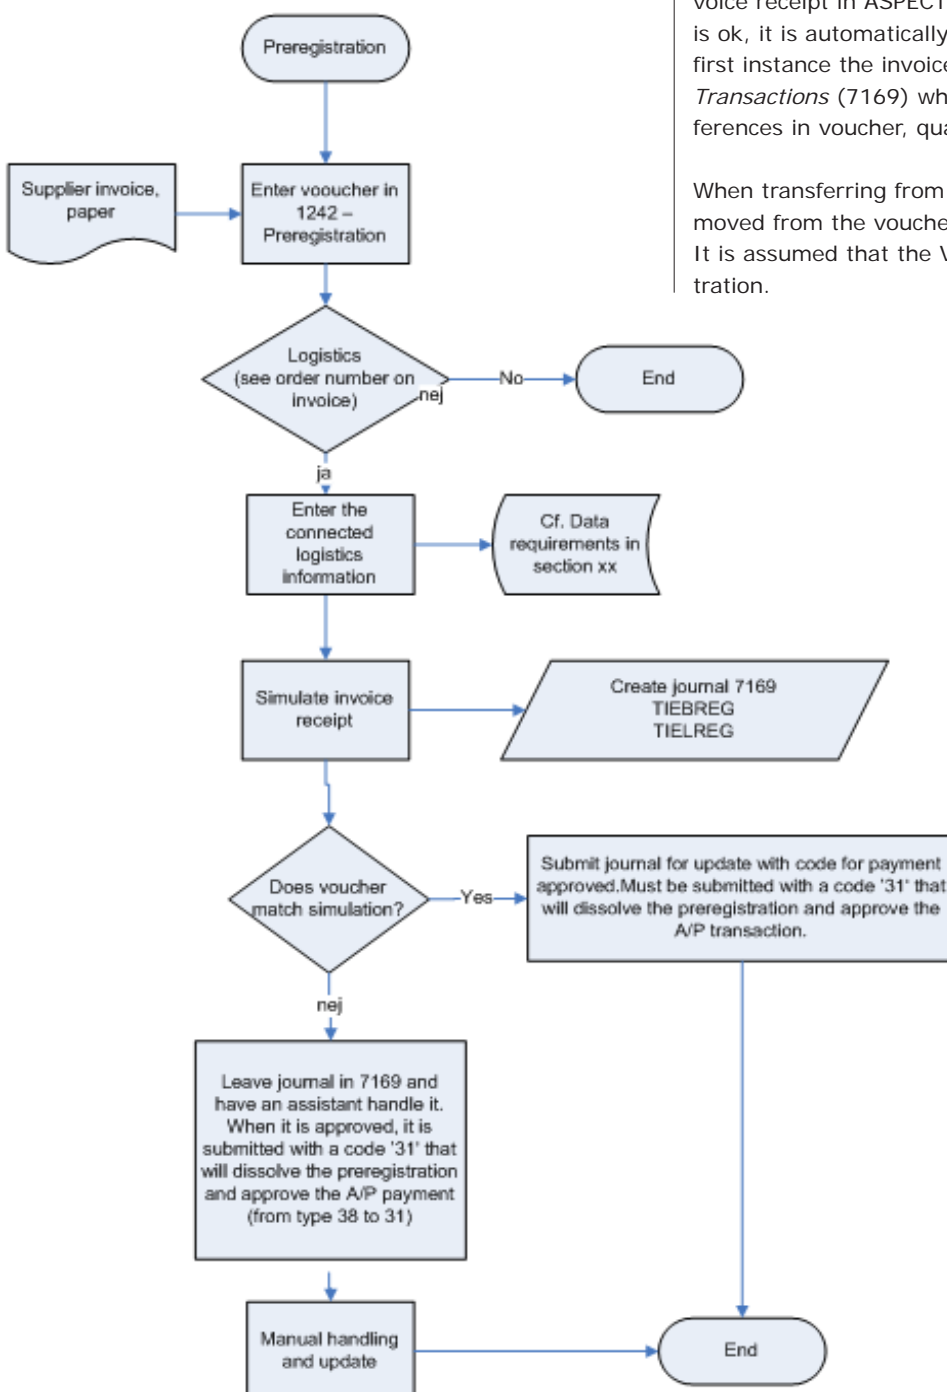 voice receipt in ASPECT
is ok, it is automatically
first instance the invoice
Transactions (7169) wh
ferences in voucher, qua
When transferring from
moved from the vouche
It is assumed that the V
tration.
Preregistration
Supplier invoice,
paper
Enter vooucher in
1242 –
Preregistration
Logistics
(see order number on
invoice)
nej
No
End
ja
Enter the
connected
logistics
information
Cf. Data
requirements in
section xx
Simulate invoice
receipt
Create journal 7169
TIEBREG
TIELREG
Does voucher
match simulation?
Yes
Submit journal for update with code for payment
approved.Must be submitted with a code '31' that
will dissolve the preregistration and approve the
A/P transaction.
nej
Leave journal in 7169 and
have an assistant handle it.
When it is approved, it is
submitted with a code '31' that
will dissolve the preregistration
and approve the A/P payment
(from type 38 to 31)
Manual handling
and update
End